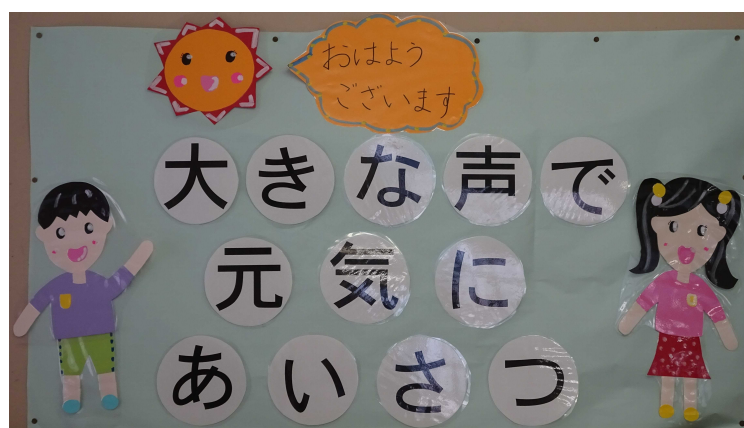 おはよう
ございます
大きな声で
元気に
あいさつ